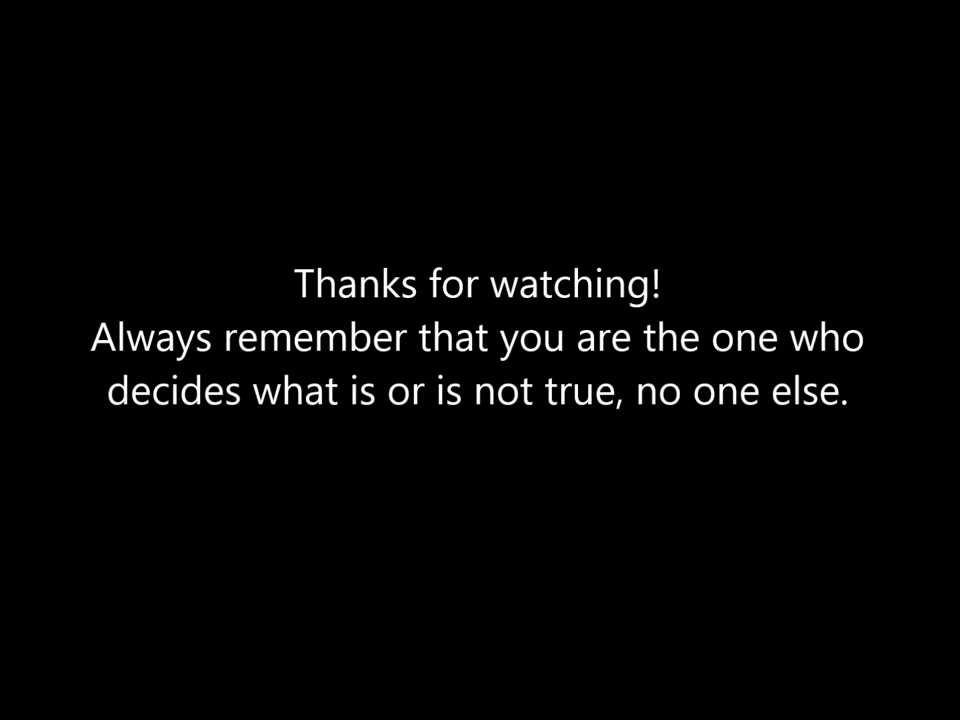 Thanks for watching!
Always remember that you are the one who
decides what is or is not true, no one else.